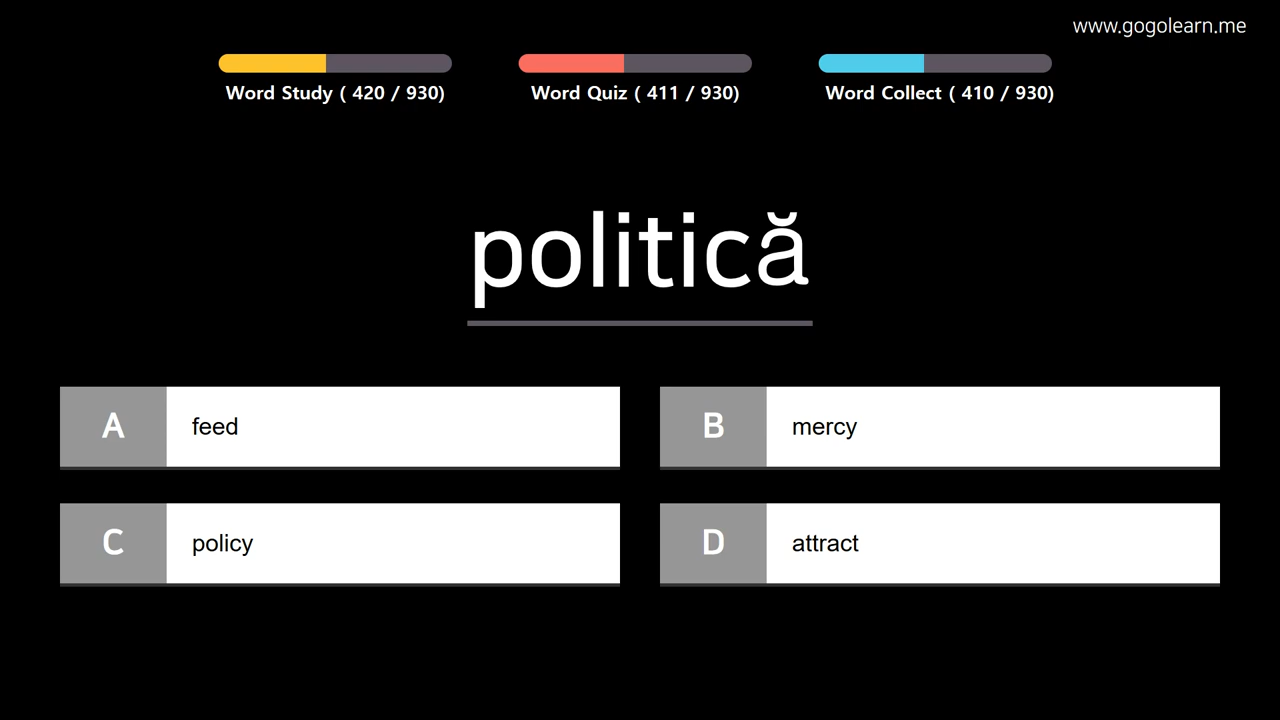 www.gogolearn.me
Word Study ( 420 / 930)
Word Quiz ( 411 / 930)
Word Collect ( 410 / 930)
politică
A feed
B mercy
C policy
D attract